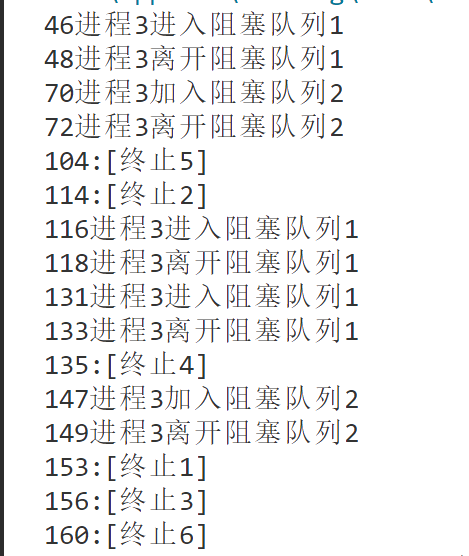 46进程3进入阻塞队列1
48进程3离开阻塞队列1
70进程3加入阻塞队列2
72进程3离开阻塞队列2
104:[终止5]
114:[终止2]
116进程3进入阻塞队列1
118进程3离开阻塞队列1
131进程3进入阻塞队列1
133进程3离开阻塞队列1
135:[终止4]
147进程3加入阻塞队列2
149进程3离开阻塞队列2
153:[终止1]
156:[终止3]
160:[终止6]